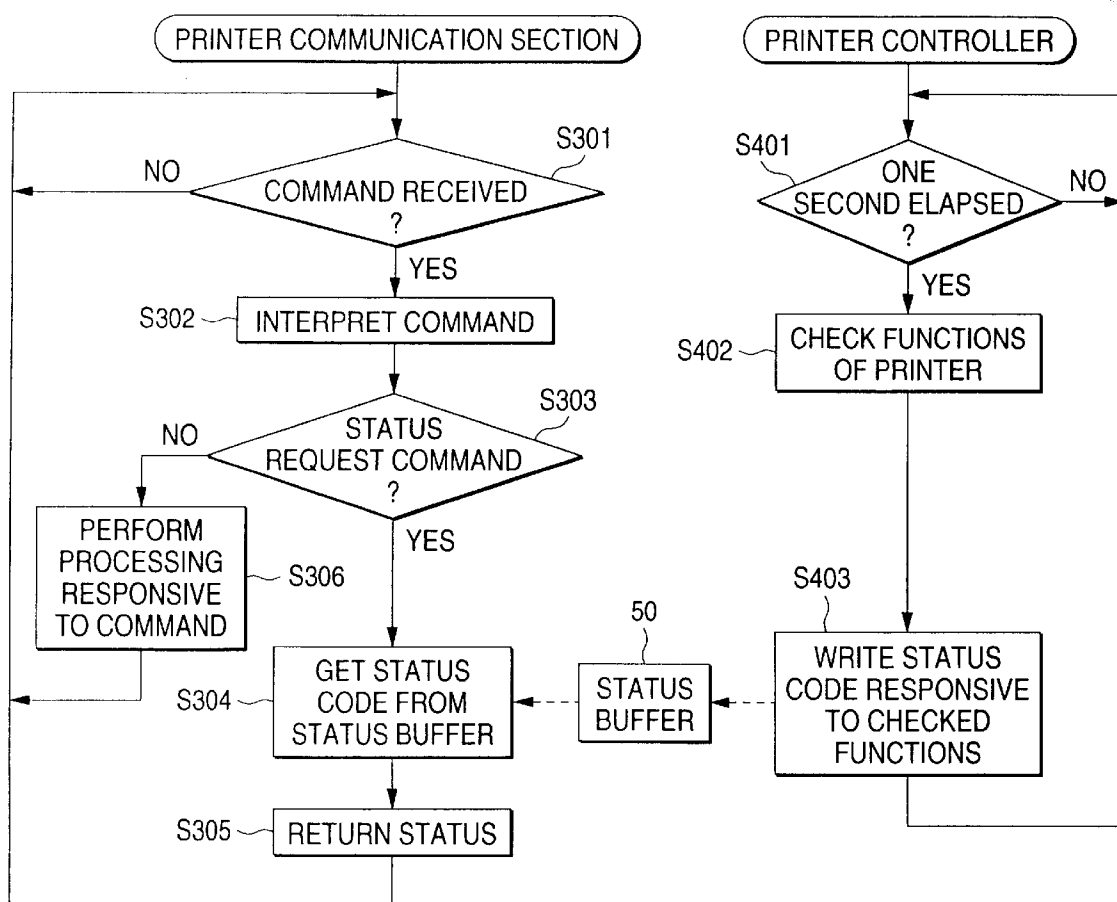 PRINTER COMMUNICATION SECTION
PRINTER CONTROLLER
S301
NO
COMMAND RECEIVED
?
YES
S302
INTERPRET COMMAND
S303
NO
STATUS
REQUEST COMMAND
?
YES
PERFORM
PROCESSING
RESPONSIVE
TO COMMAND
S306
S304
GET STATUS
CODE FROM
STATUS BUFFER
S305
RETURN STATUS
50
STATUS
BUFFER
S401
ONE
SECOND ELAPSED
?
NO
YES
S402
CHECK FUNCTIONS
OF PRINTER
S403
WRITE STATUS
CODE RESPONSIVE
TO CHECKED
FUNCTIONS